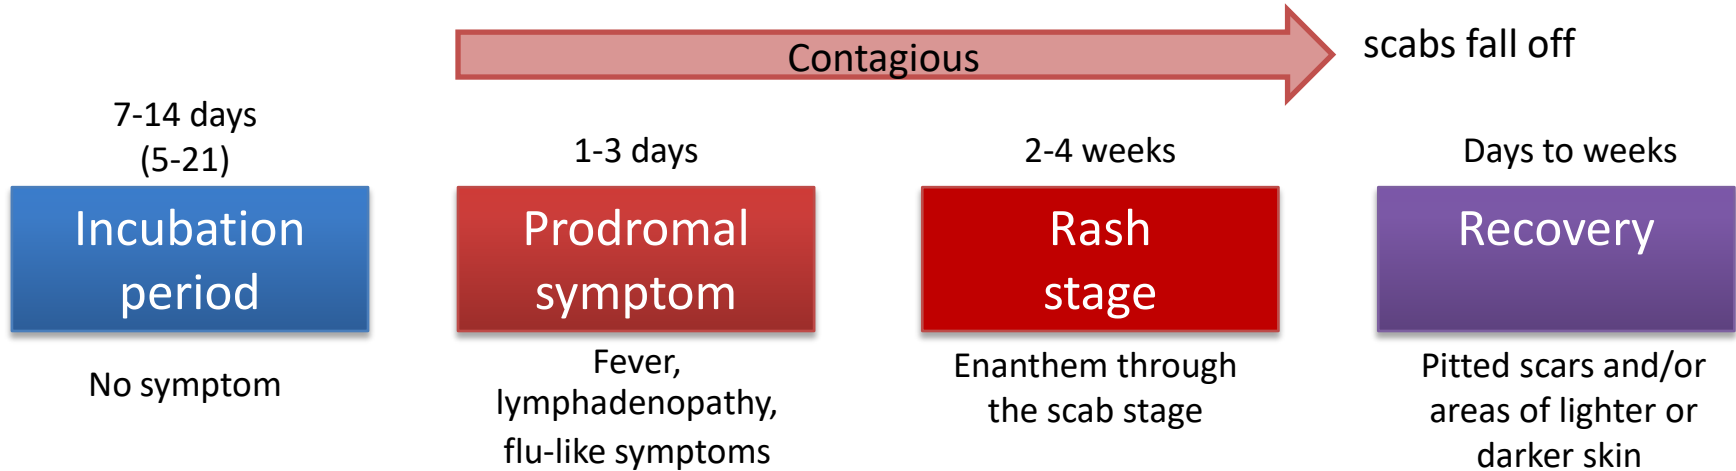 Contagious
scabs fall off
7-14 days
(5-21)
1-3 days
2-4 weeks
Days to weeks
Incubation
period
Prodromal
symptom
Rash
stage
Recovery
No symptom
Fever,
lymphadenopathy,
flu-like symptoms
Enanthem through
the scab stage
Pitted scars and/or
areas of lighter or
darker skin